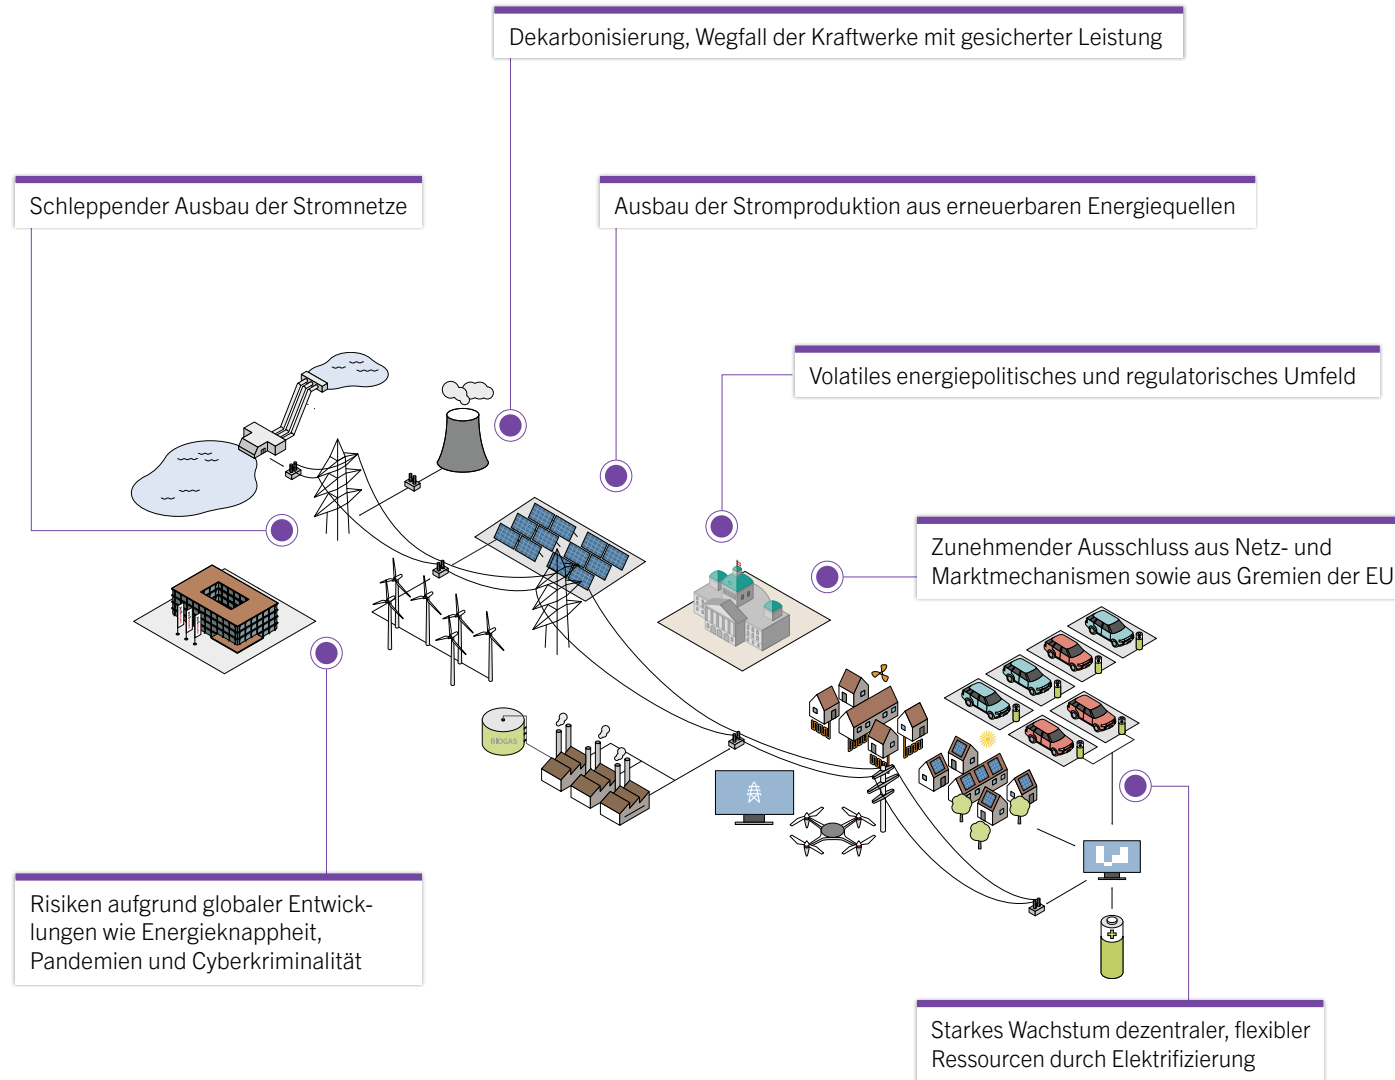 Dekarbonisierung, Wegfall der Kraftwerke mit gesicherter Leistung
Schleppender Ausbau der Stromnetze
Ausbau der Stromproduktion aus erneuerbaren Energiequellen
Volatiles energiepolitisches und regulatorisches Umfeld
Zunehmender Ausschluss aus Netz- und
Marktmechanismen sowie aus Gremien der EU
BIOGAS
Risiken aufgrund globaler Entwick-
lungen wie Energieknappheit,
Pandemien und Cyberkriminalität
Starkes Wachstum dezentraler, flexibler
Ressourcen durch Elektrifizierung